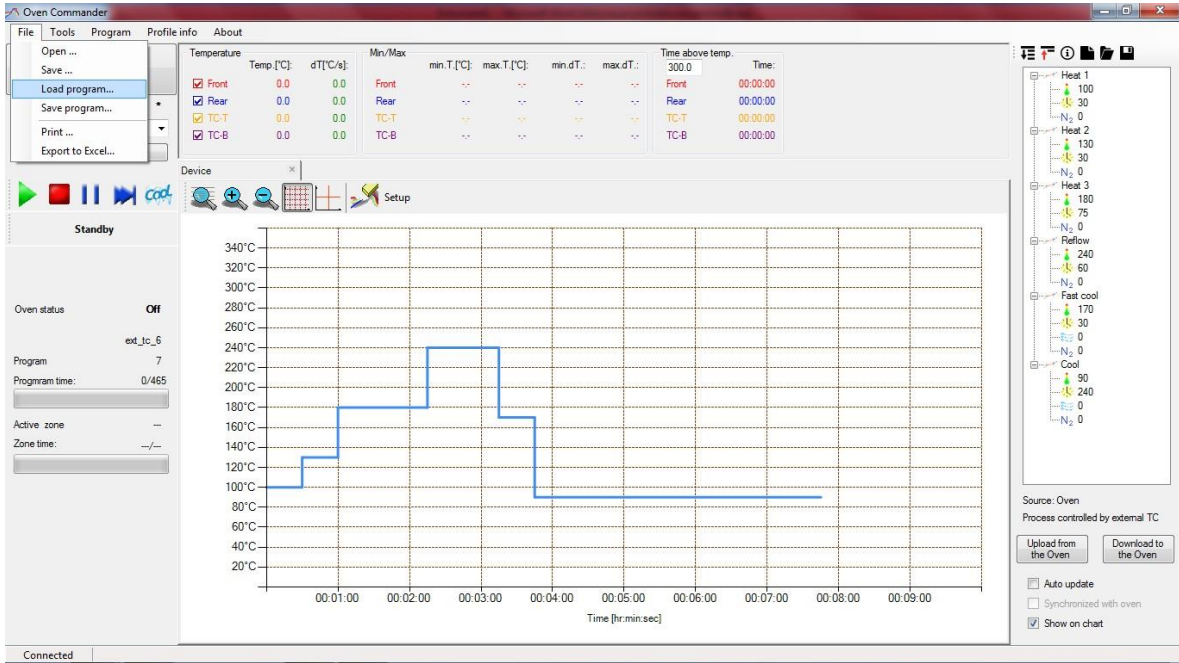 Oven Commander
File Tools Program Profile info About
Open ...
Save ...
Load program...
Save program...
Print ...
Export to Excel...
*
cool
Standby
Oven status Off
ext_tc_6
Program 7
Progmram time: 0/465
Active zone ---
Zone time: ---/---
Temperature
Temp.[°C]: dT[°C/s]:
Front 0.0 0.0
Rear 0.0 0.0
TC-T 0.0 0.0
TC-B 0.0 0.0
Min/Max
min.T.[°C]: max.T.[°C]: min.dT.: max.dT.:
Front -.- -.- -.- -.-
Rear -.- -.- -.- -.-
TC-T -.- -.- -.- -.-
TC-B -.- -.- -.- -.-
Time above temp.
300.0 Time:
Front 00:00:00
Rear 00:00:00
TC-T 00:00:00
TC-B 00:00:00
Device ×
Setup
340°C
320°C
300°C
280°C
260°C
240°C
220°C
200°C
180°C
160°C
140°C
120°C
100°C
80°C
60°C
40°C
20°C
00:01:00 00:02:00 00:03:00 00:04:00 00:05:00 00:06:00 00:07:00 00:08:00 00:09:00
Time [hr:min:sec]
Heat 1
100
30
N₂ 0
Heat 2
130
30
N₂ 0
Heat 3
180
75
N₂ 0
Reflow
240
60
N₂ 0
Fast cool
170
30
0
N₂ 0
Cool
90
240
0
N₂ 0
Source: Oven
Process controlled by external TC
Upload from
the Oven
Download to
the Oven
Auto update
Synchronized with oven
Show on chart
Connected